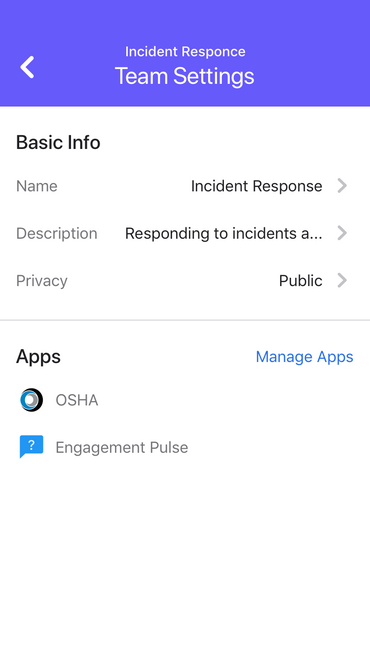 Incident Responce
Team Settings
Basic Info
Name Incident Response
Description Responding to incidents a...
Privacy Public
Apps Manage Apps
OSHA
? Engagement Pulse